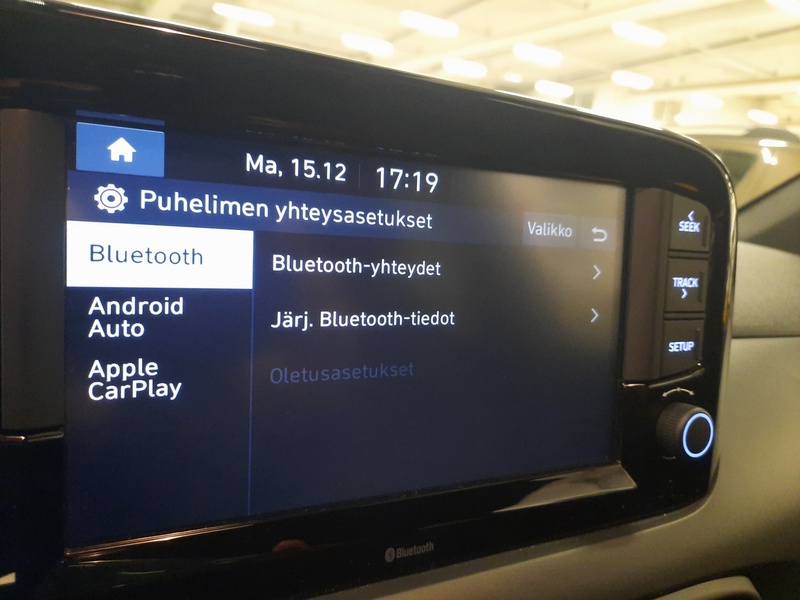 Ma, 15.12 17:19
Puhelimen yhteysasetukset
Valikko
Bluetooth
Android
Auto
Apple
CarPlay
Bluetooth-yhteydet
Järj. Bluetooth-tiedot
Oletusasetukset
SEEK
TRACK
SETUP
Bluetooth